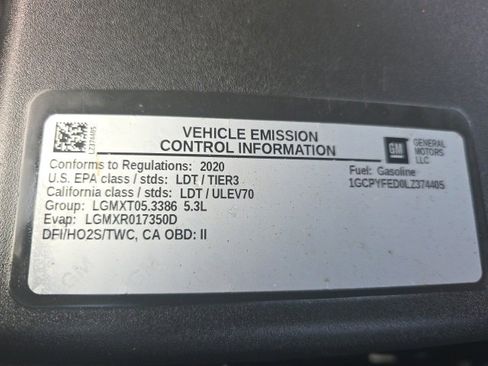 LZ374405
VEHICLE EMISSION
CONTROL INFORMATION
GM
GENERAL
MOTORS
LLC
Conforms to Regulations: 2020
U.S. EPA class / stds: LDT / TIER3
California class / stds: LDT / ULEV70
Group: LGMXT05.3386 5.3L
Evap: LGMXR017350D
DFI/HO2S/TWC, CA OBD: II
Fuel: Gasoline
1GCPYFED0LZ374405